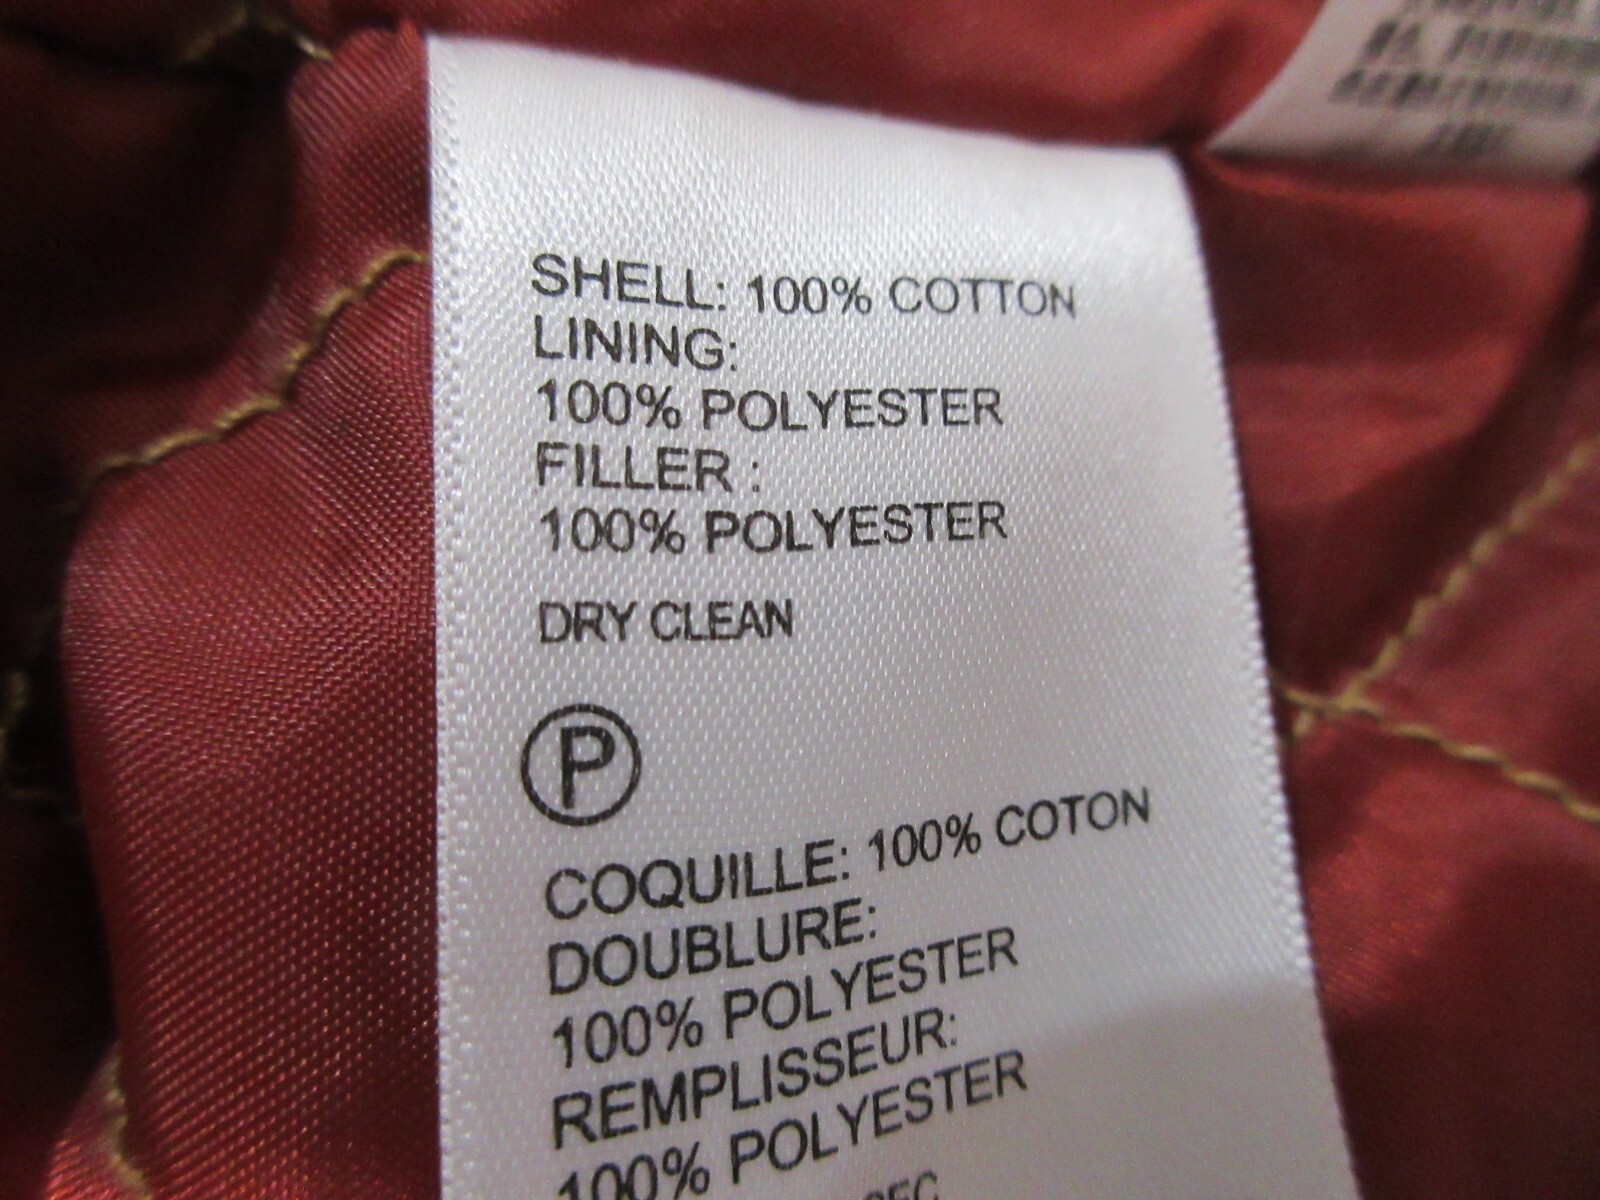 SHELL: 100% COTTON
LINING:
100% POLYESTER
FILLER :
100% POLYESTER
DRY CLEAN
P
COQUILLE: 100% COTON
DOUBLURE:
100% POLYESTER
REMPLISSEUR:
100% POLYESTER